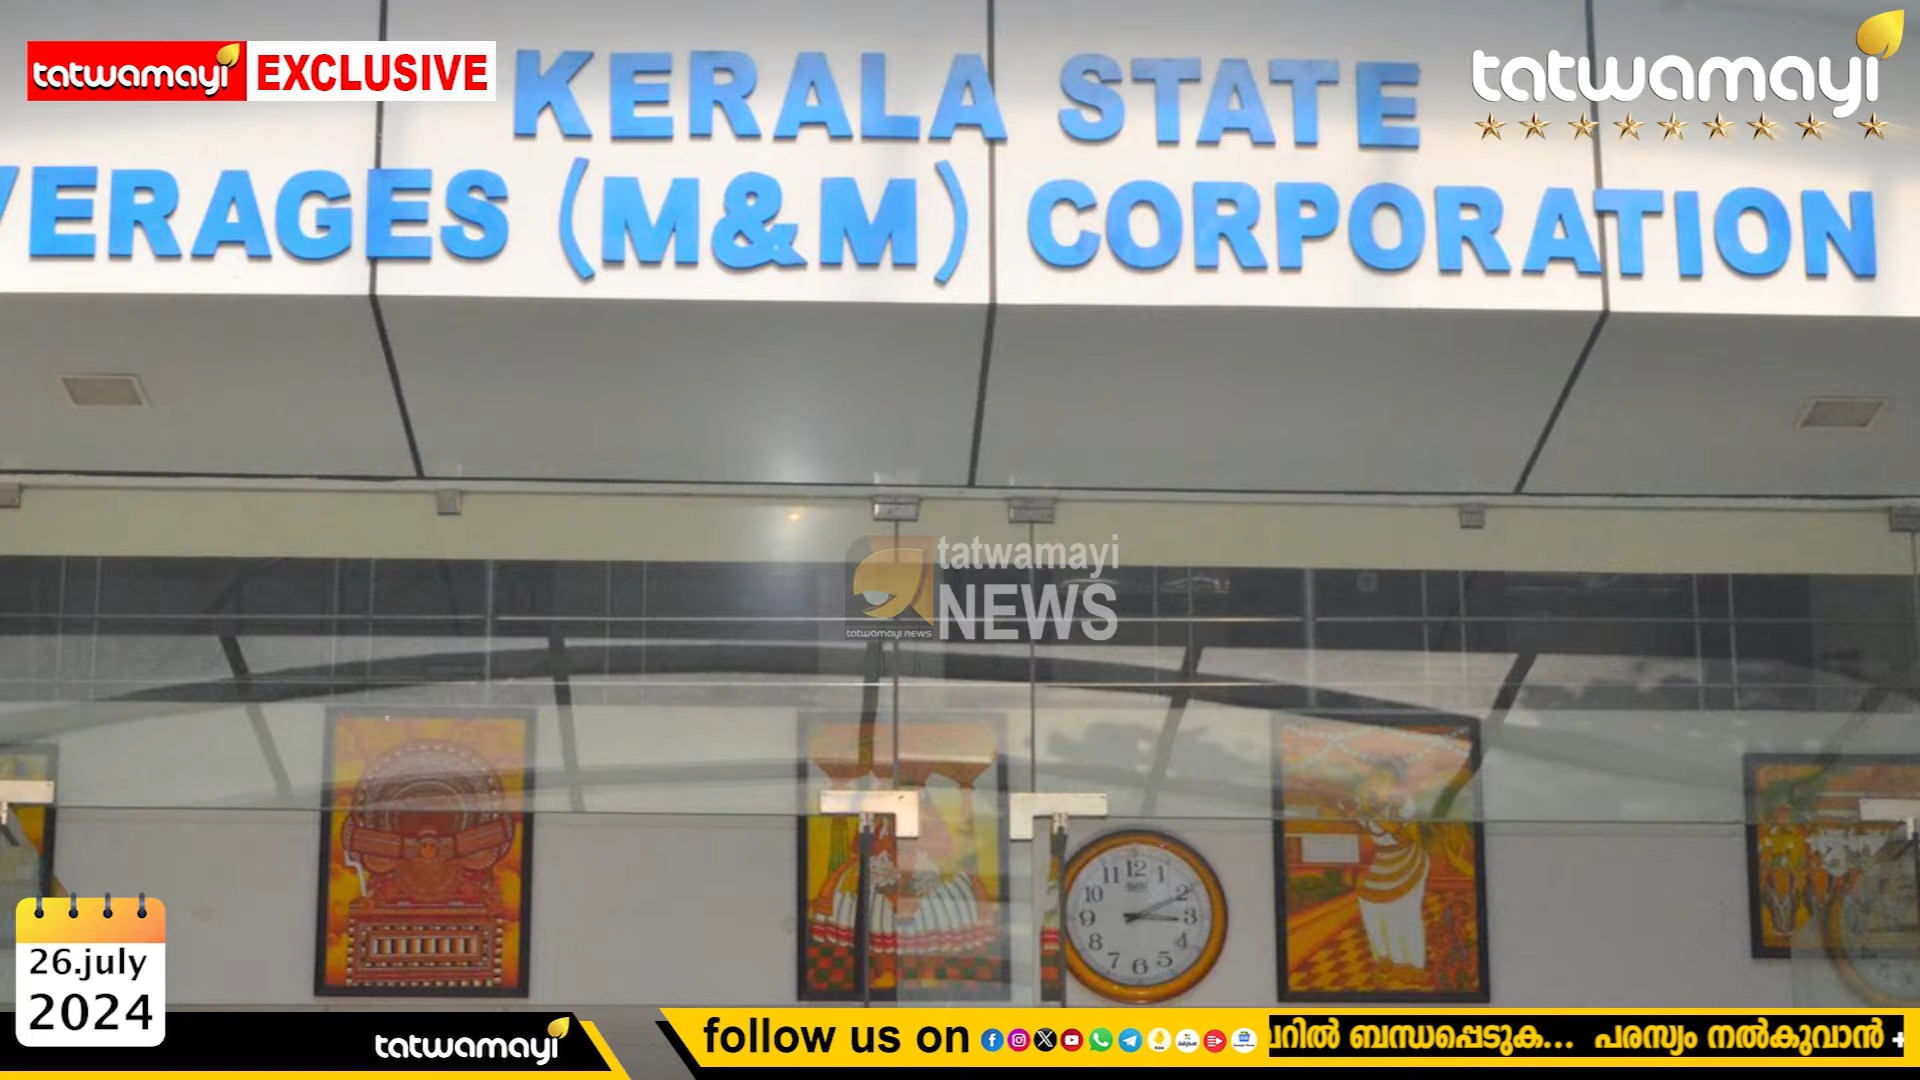 tatwamayi EXCLUSIVE
tatwamayi
KERALA STATE
VERAGES (M&M) CORPORATION
tatwamayi
NEWS
tatwamayi news
12
11 1
10 2
9 3
8 4
7 5
6
26.july
2024
tatwamayi
follow us on
റിൽ ബന്ധപ്പെടുക... പരസ്യം നൽകുവാൻ +